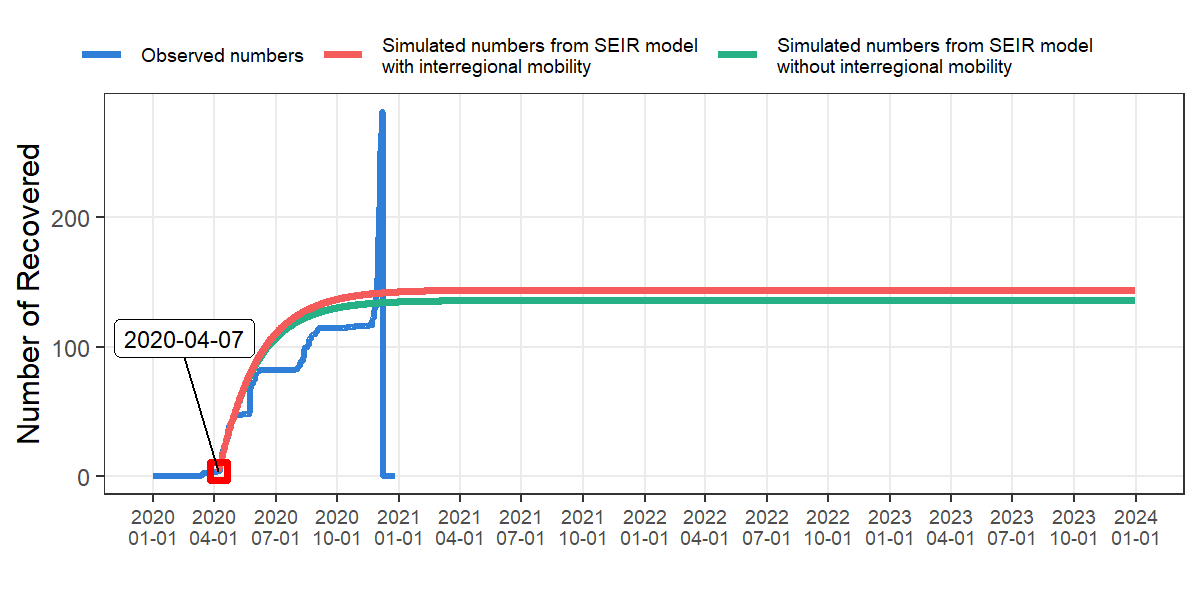 Observed numbers
Simulated numbers from SEIR model
with interregional mobility
Simulated numbers from SEIR model
without interregional mobility
Number of Recovered
200
100
0
2020-04-07
2020 2020 2020 2020 2021 2021 2021 2021 2022 2022 2022 2022 2023 2023 2023 2023 2024
01-01 04-01 07-01 10-01 01-01 04-01 07-01 10-01 01-01 04-01 07-01 10-01 01-01 04-01 07-01 10-01 01-01